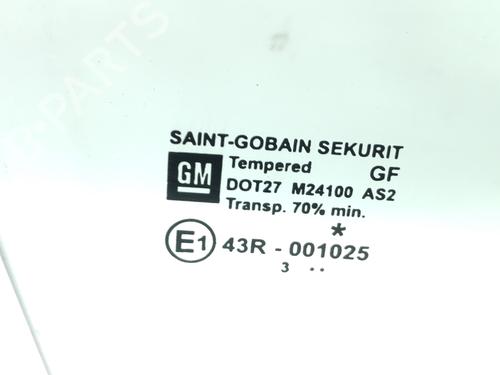 SAINT-GOBAIN SEKURIT
GM Tempered GF
DOT27 M24100 AS2
Transp. 70% min.
*
E1 43R - 001025
3 ..